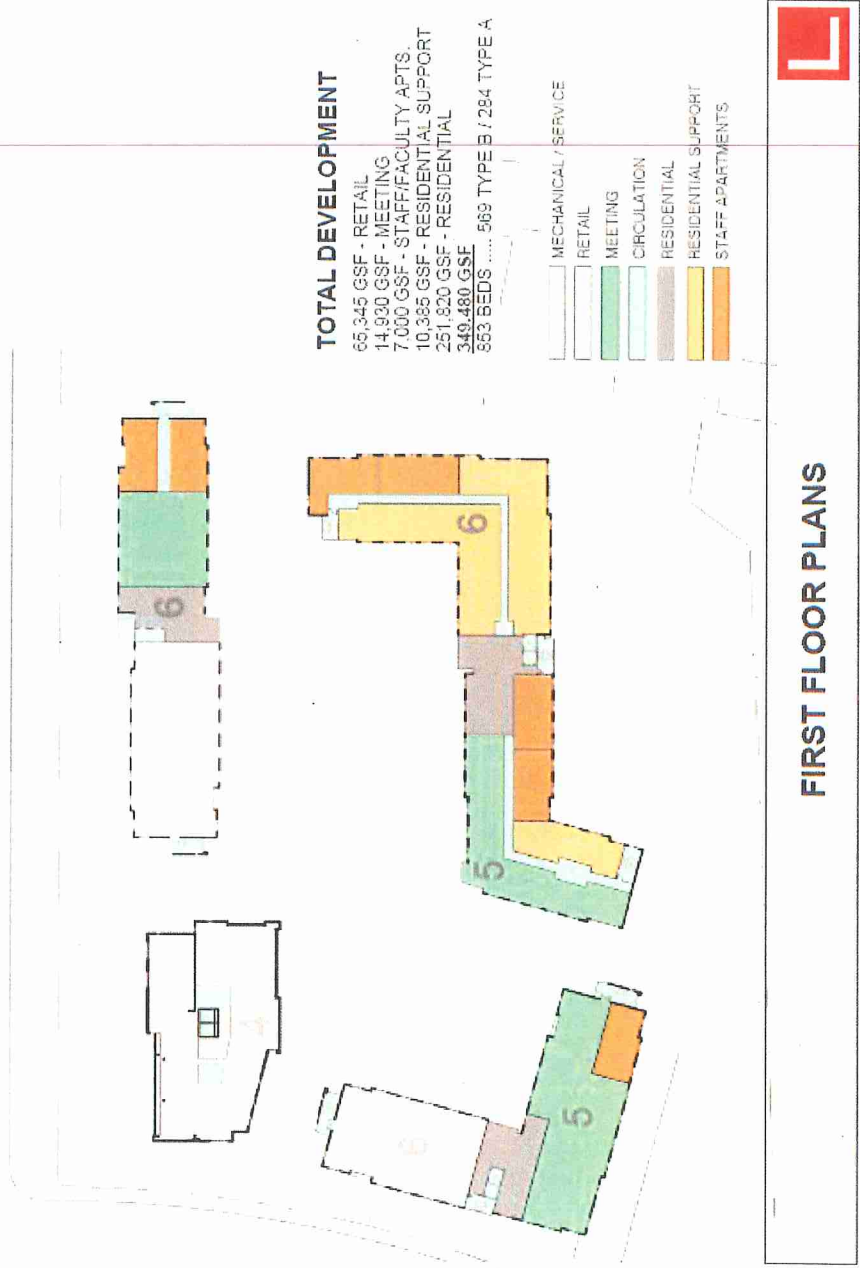 TOTAL DEVELOPMENT
65,345 GSF - RETAIL
14,930 GSF - MEETING
7,000 GSF - STAFF/FACULTY APTS.
10,385 GSF - RESIDENTIAL SUPPORT
251,820 GSF - RESIDENTIAL
349,480 GSF
853 BEDS ..... 569 TYPE B / 284 TYPE A
MECHANICAL / SERVICE
RETAIL
MEETING
CIRCULATION
RESIDENTIAL
RESIDENTIAL SUPPORT
STAFF APARTMENTS
6
6
5
6
5
FIRST FLOOR PLANS
L